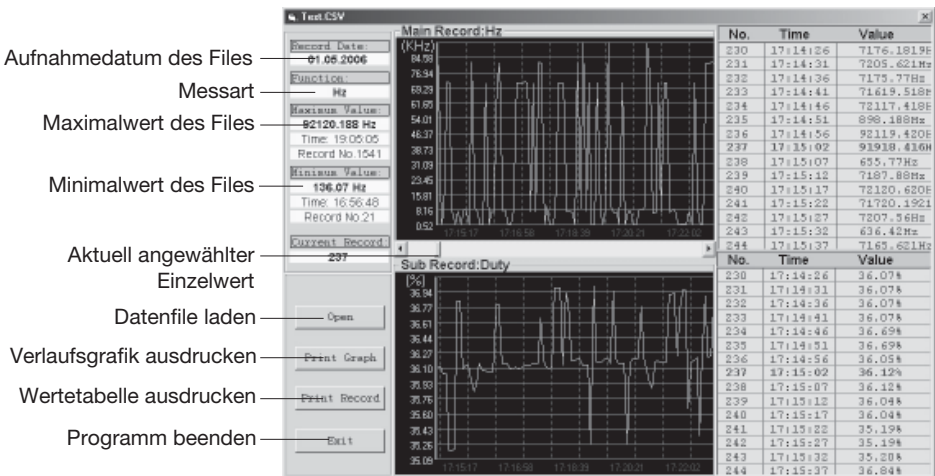 Test.CSV
Aufnahmedatum des Files
Messart
Maximalwert des Files
Minimalwert des Files
Aktuell angewählter
Einzelwert
Datenfile laden
Verlaufsgrafik ausdrucken
Wertetabelle ausdrucken
Programm beenden
Record Date:
01.05.2006
Function:
Hz
Maximum Value:
92120.188 Hz
Time: 19:05:05
Record No.1541
Minimum Value:
136.07 Hz
Time: 16:56:48
Record No:21
Current Record:
237
Open
Print Graph
Print Record
Exit
Main Record:Hz
(KHz)
84.58
76.94
69.29
61.65
54.01
46.37
38.73
31.09
23.45
15.81
8.16
0.52
17:15:17 17:16:58 17:18:39 17:20:21 17:22:02
Sub Record:Duty
[%]
36.94
36.77
36.61
36.44
36.27
36.10
35.93
35.76
35.60
35.43
35.26
35.09
17:15:17 17:16:58 17:18:39 17:20:21 17:22:02
No. Time Value
230 17:14:26 7176.181
231 17:14:31 7205.621Hz
232 17:14:36 7175.77Hz
233 17:14:41 71619.518
234 17:14:46 72117.418
235 17:14:51 898.188Hz
236 17:14:56 92119.420
237 17:15:02 91918.416H
238 17:15:07 655.77Hz
239 17:15:12 7187.88Hz
240 17:15:17 72120.620
241 17:15:22 71720.1921
242 17:15:27 7207.56Hz
243 17:15:32 636.42Hz
244 17:15:37 7165.621Hz
No. Time Value
230 17:14:26 36.07%
231 17:14:31 36.07%
232 17:14:36 36.07%
233 17:14:41 36.07%
234 17:14:46 36.69%
235 17:14:51 36.69%
236 17:14:56 36.05%
237 17:15:02 36.12%
238 17:15:07 36.12%
239 17:15:12 36.04%
240 17:15:17 36.04%
241 17:15:22 35.19%
242 17:15:27 35.19%
243 17:15:32 35.20%
244 17:15:37 36.84%